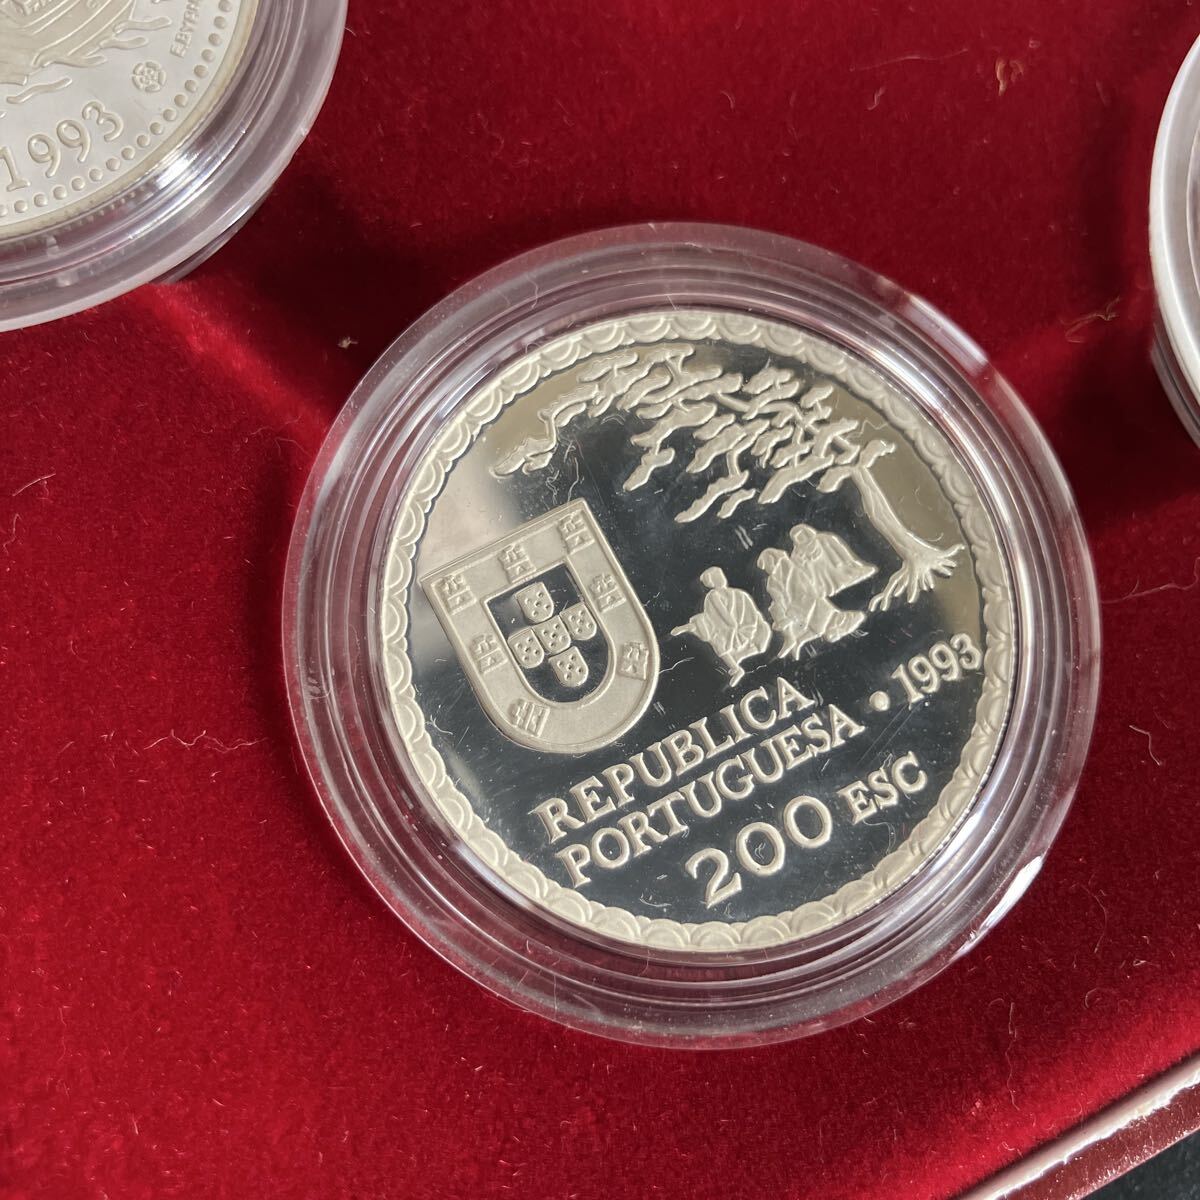 1993
REPUBLICA
PORTUGUESA • 1993
200 ESC